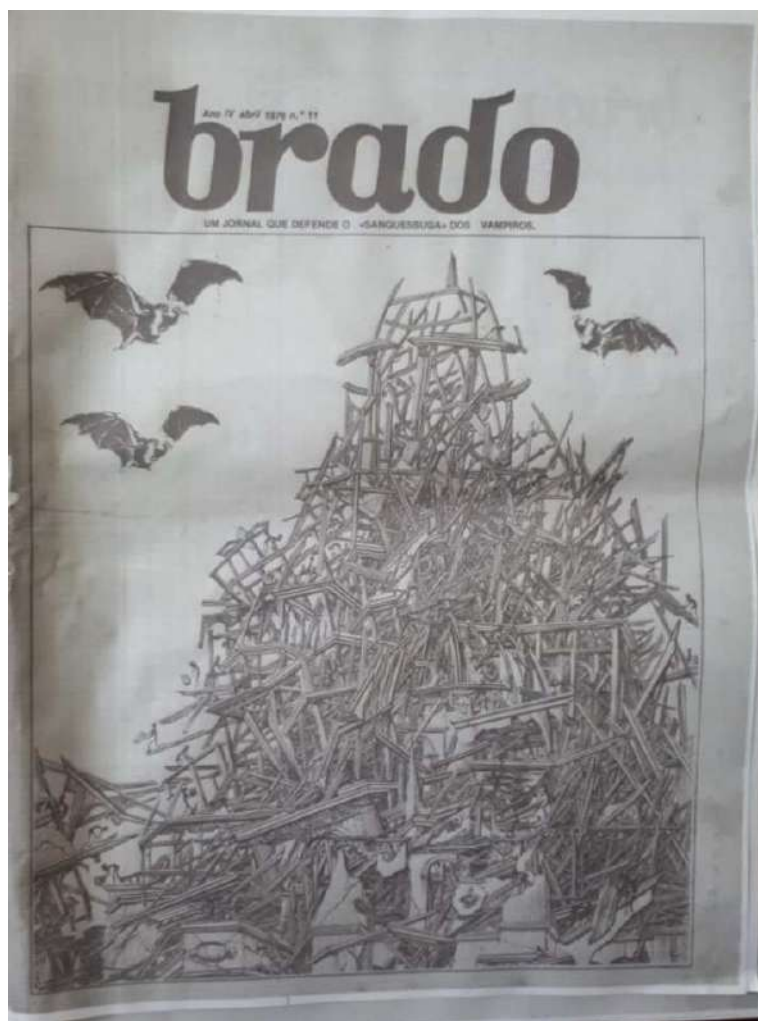 Ano IV abril 1979 n.º 11
brado
UM JORNAL QUE DEFENDE O «SANGUESSUGA» DOS VAMPIROS.